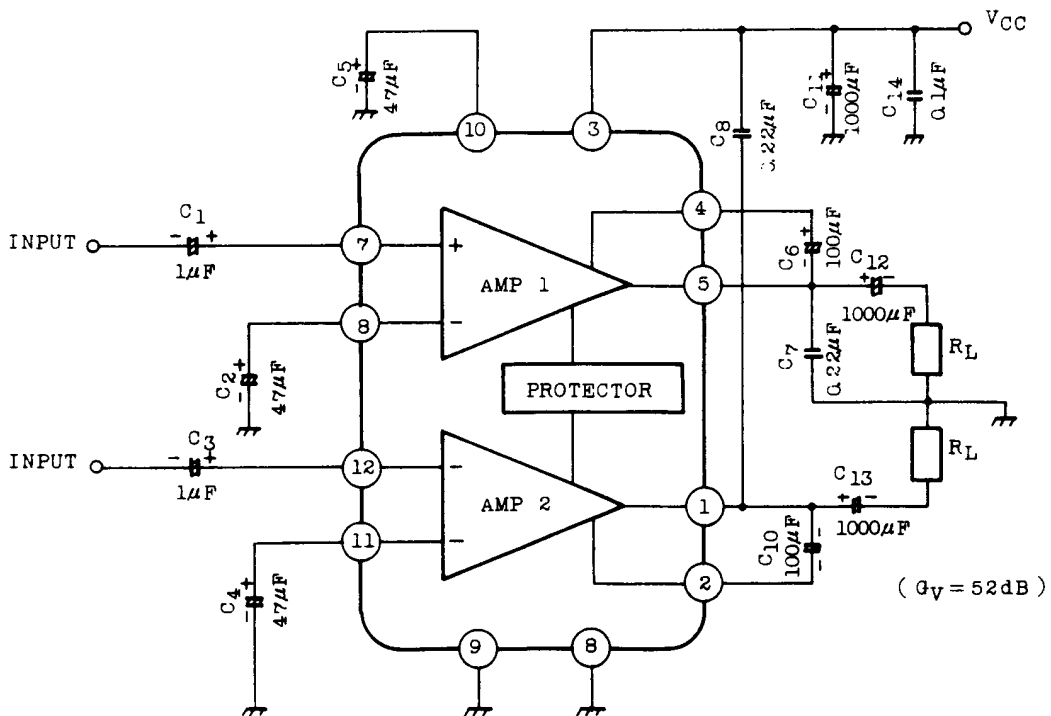 VCC
C5
+
-
47μF
C8
0.22μF
C11
+
-
1000μF
C14
0.1μF
10
3
INPUT
C1
- +
1μF
7
+
AMP 1
4
5
C6
+
-
100μF
C12
+ -
1000μF
RL
8
-
C2
+
-
47μF
C7
0.22μF
PROTECTOR
INPUT
C3
- +
1μF
12
-
AMP 2
1
RL
C13
+ -
1000μF
11
-
C10
-
-
100μF
2
C4
+
-
47μF
(GV=52dB)
9
8